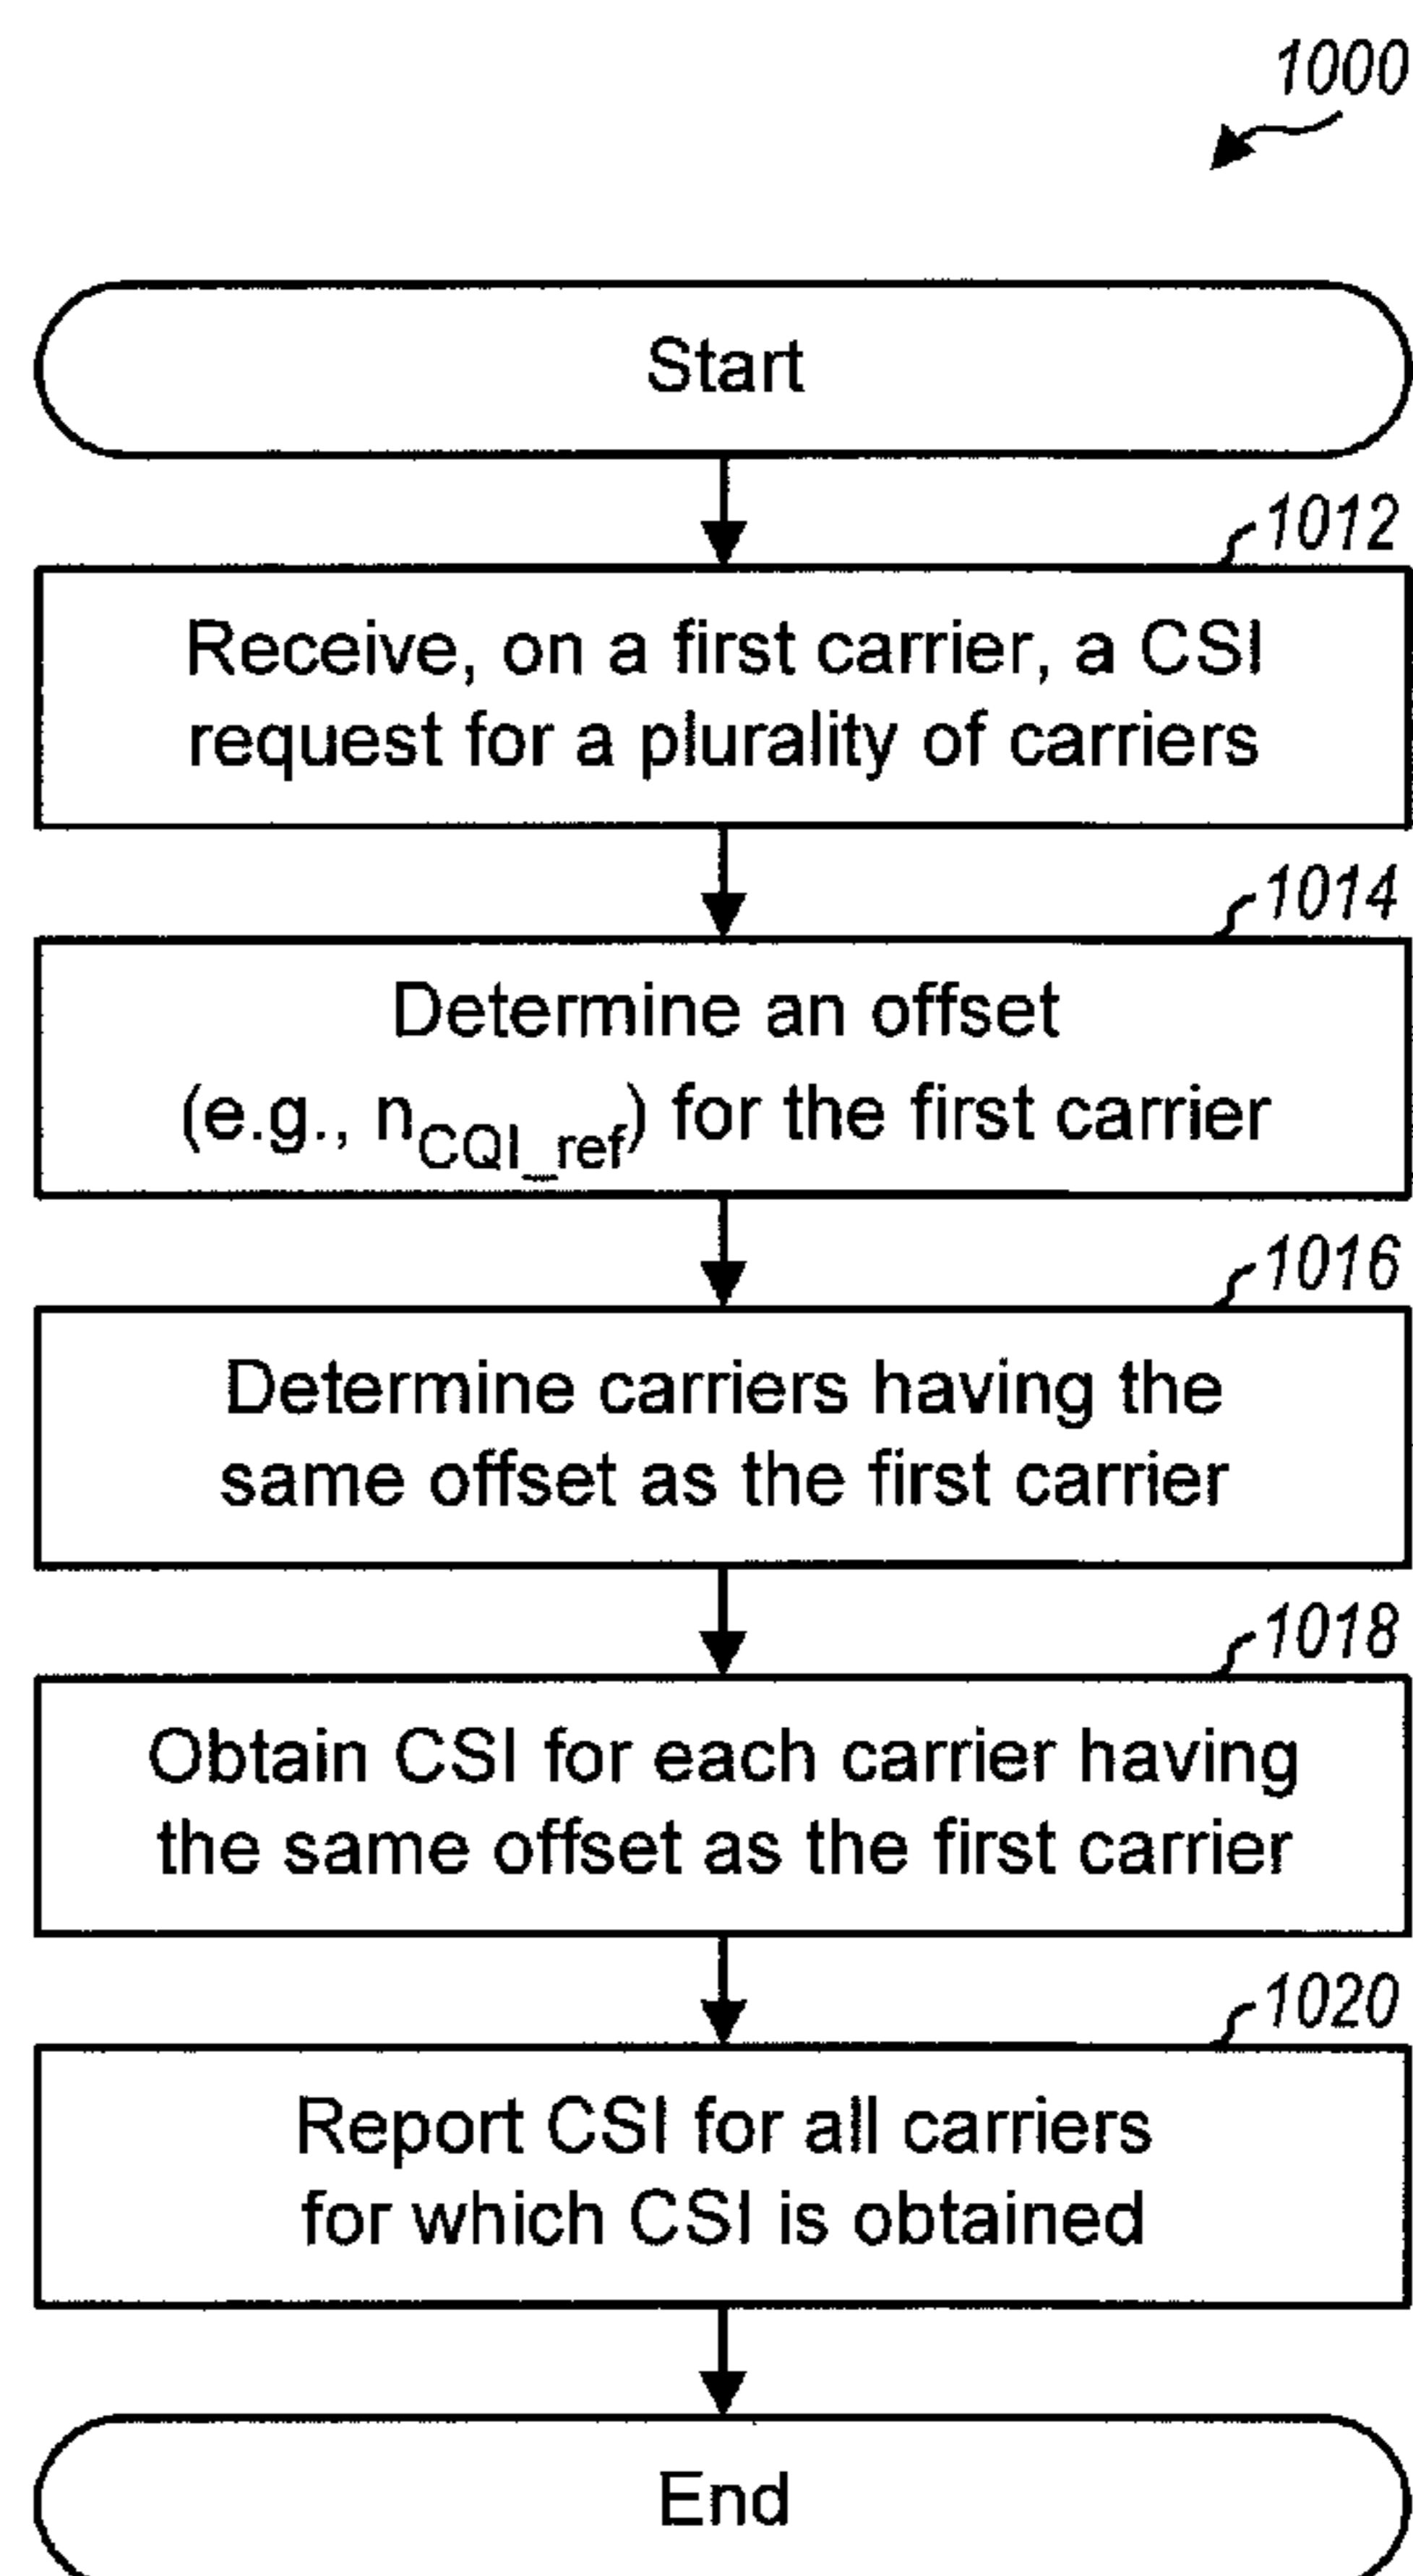 1000
Start
1012
Receive, on a first carrier, a CSI
request for a plurality of carriers
1014
Determine an offset
(e.g., nCQI_ref) for the first carrier
1016
Determine carriers having the
same offset as the first carrier
1018
Obtain CSI for each carrier having
the same offset as the first carrier
1020
Report CSI for all carriers
for which CSI is obtained
End